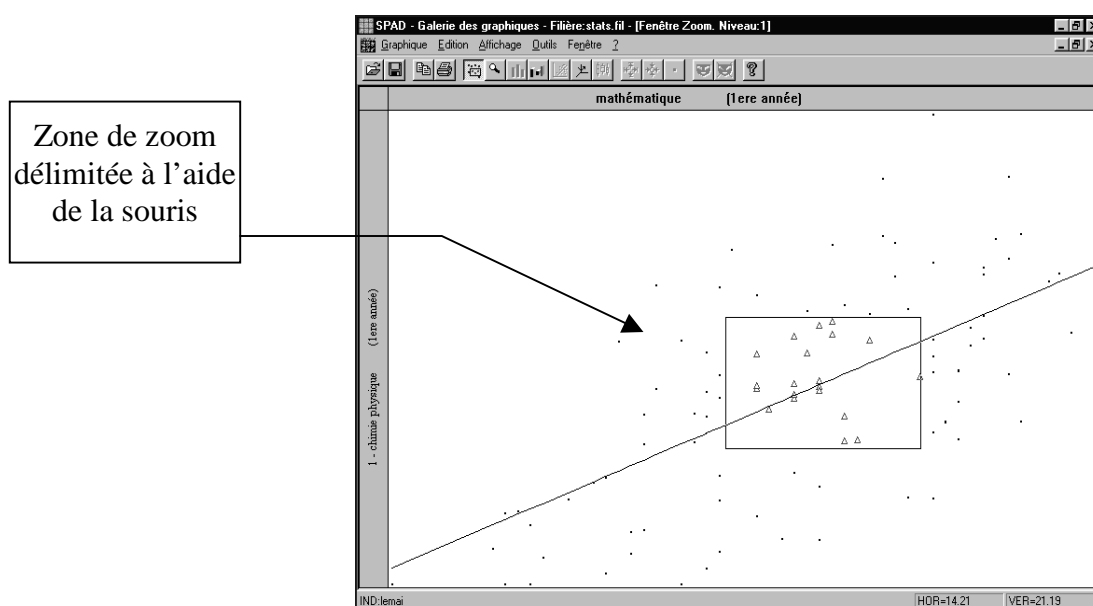 SPAD - Galerie des graphiques - Filière:stats.fil - [Fenêtre Zoom. Niveau:1]
Graphique Edition Affichage Outils Fenêtre ?
mathématique (1ere année)
Zone de zoom
délimitée à l'aide
de la souris
1 - chimie physique (1ere année)
IND:lemai HOR=14.21 VER=21.19